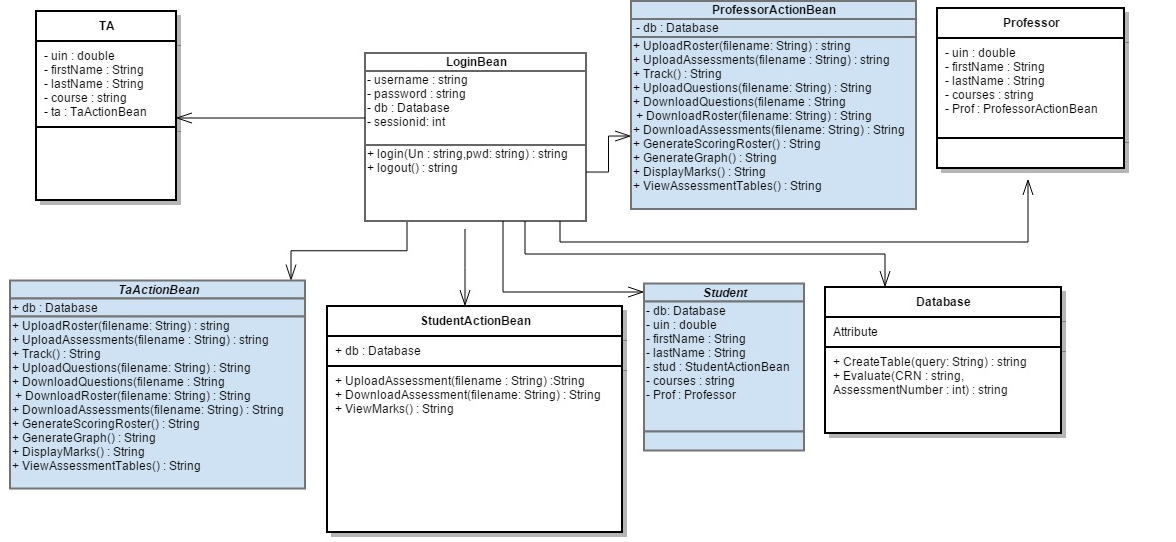 TA
- uin : double
- firstName : String
- lastName : String
- course : string
- ta : TaActionBean
LoginBean
- username : string
- password : string
- db : Database
- sessionid: int
+ login(Un : string,pwd: string) : string
+ logout() : string
ProfessorActionBean
- db : Database
+ UploadRoster(filename: String) : string
+ UploadAssessments(filename : String) : string
+ Track() : String
+ UploadQuestions(filename: String) : String
+ DownloadQuestions(filename : String
+ DownloadRoster(filename: String) : String
+ DownloadAssessments(filename: String) : String
+ GenerateScoringRoster() : String
+ GenerateGraph() : String
+ DisplayMarks() : String
+ ViewAssessmentTables() : String
Professor
- uin : double
- firstName : String
- lastName : String
- courses : string
- Prof : ProfessorActionBean
TaActionBean
+ db : Database
+ UploadRoster(filename: String) : string
+ UploadAssessments(filename : String) : string
+ Track() : String
+ UploadQuestions(filename: String) : String
+ DownloadQuestions(filename : String
+ DownloadRoster(filename: String) : String
+ DownloadAssessments(filename: String) : String
+ GenerateScoringRoster() : String
+ GenerateGraph() : String
+ DisplayMarks() : String
+ ViewAssessmentTables() : String
StudentActionBean
+ db : Database
+ UploadAssessment(filename : String) :String
+ DownloadAssessment(filename: String) : String
+ ViewMarks() : String
Student
- db: Database
- uin : double
- firstName : String
- lastName : String
- stud : StudentActionBean
- courses : string
- Prof : Professor
Database
Attribute
+ CreateTable(query: String) : string
+ Evaluate(CRN : string,
AssessmentNumber : int) : string